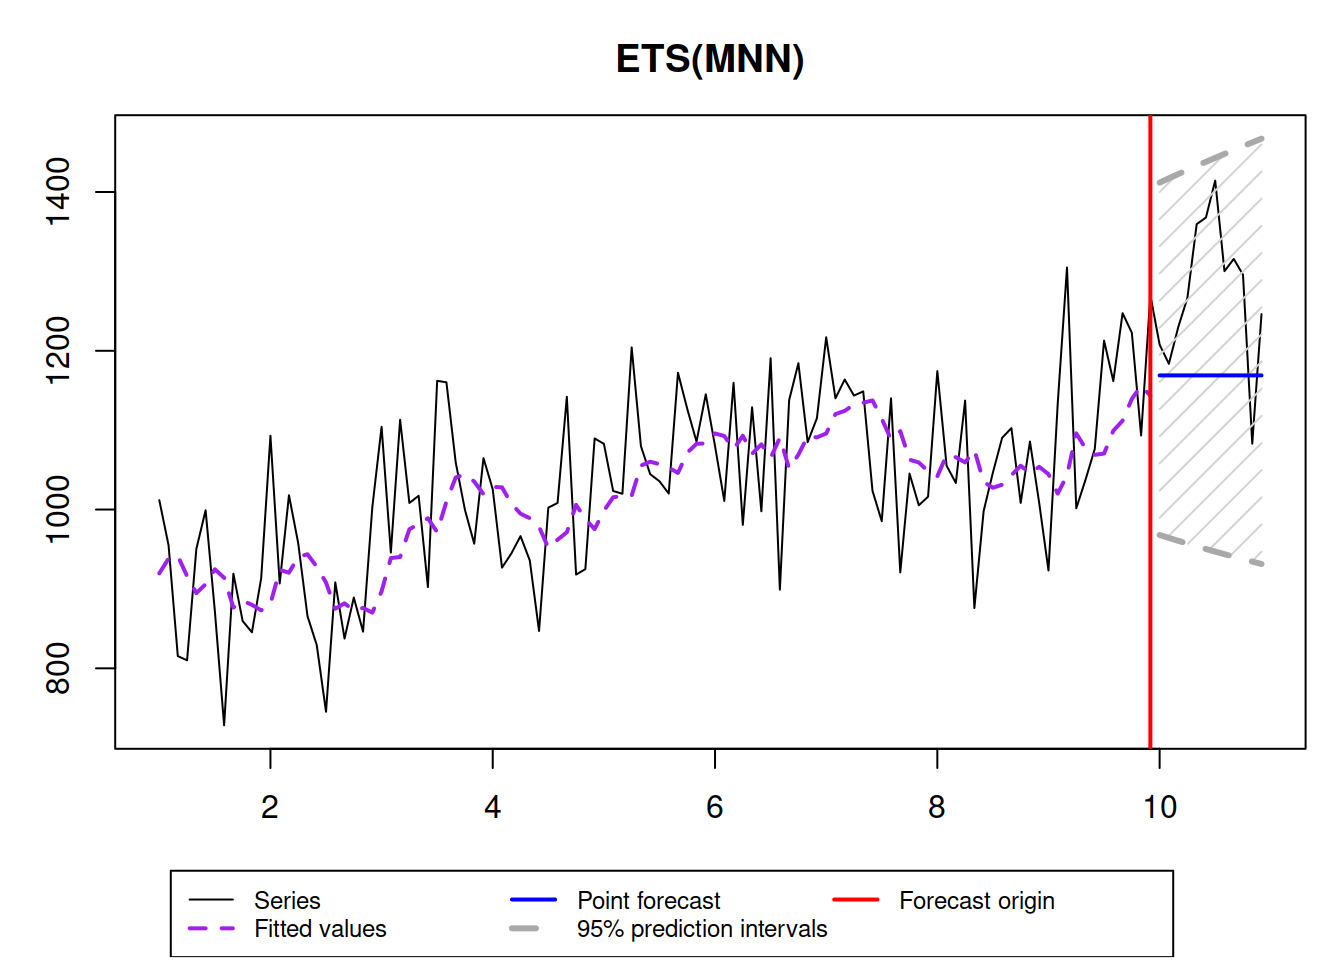 ETS(MNN)
1400
1200
1000
800
2 4 6 8 10
Series Point forecast Forecast origin
Fitted values 95% prediction intervals